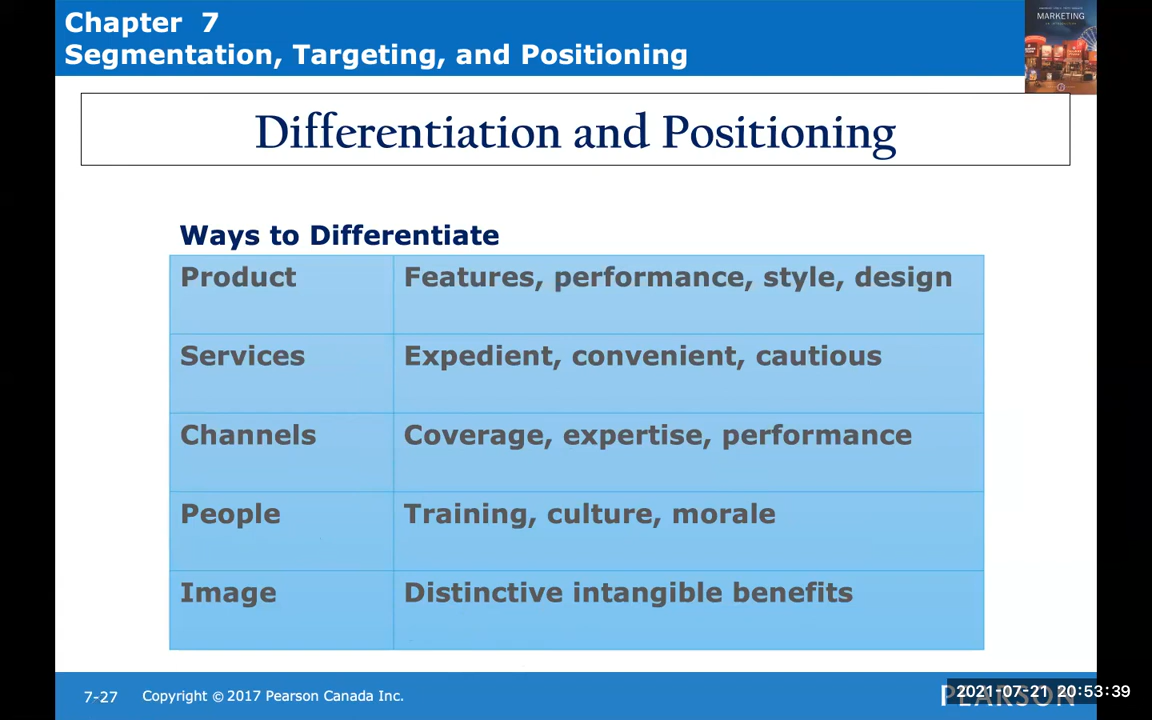 Chapter 7
Segmentation, Targeting, and Positioning
MARKETING
Differentiation and Positioning
Ways to Differentiate
Product Features, performance, style, design
Services Expedient, convenient, cautious
Channels Coverage, expertise, performance
People Training, culture, morale
Image Distinctive intangible benefits
7-27 Copyright © 2017 Pearson Canada Inc.
PEARSON
2021-07-21 20:53:39